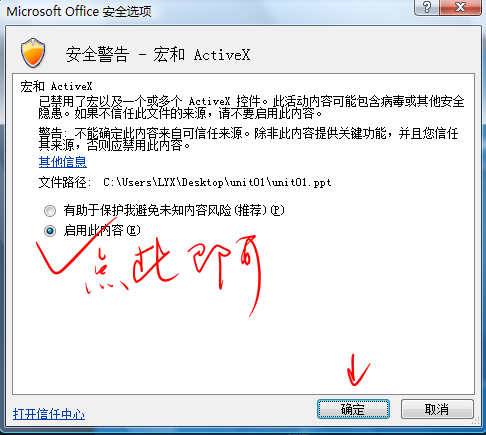 Microsoft Office 安全选项
安全警告 - 宏和 ActiveX
宏和 ActiveX
已禁用了宏以及一个或多个 ActiveX 控件。此活动内容可能包含病毒或其他安全
隐患。如果不信任此文件的来源，请不要启用此内容。
警告: 不能确定此内容来自可信任来源。除非此内容提供关键功能，并且您信任
其来源，否则应禁用此内容。
其他信息
文件路径: C:\Users\LYX\Desktop\unit01\unit01.ppt
有助于保护我避免未知内容风险(推荐)(P)
启用此内容(E)
点此即可
打开信任中心
确定
取消